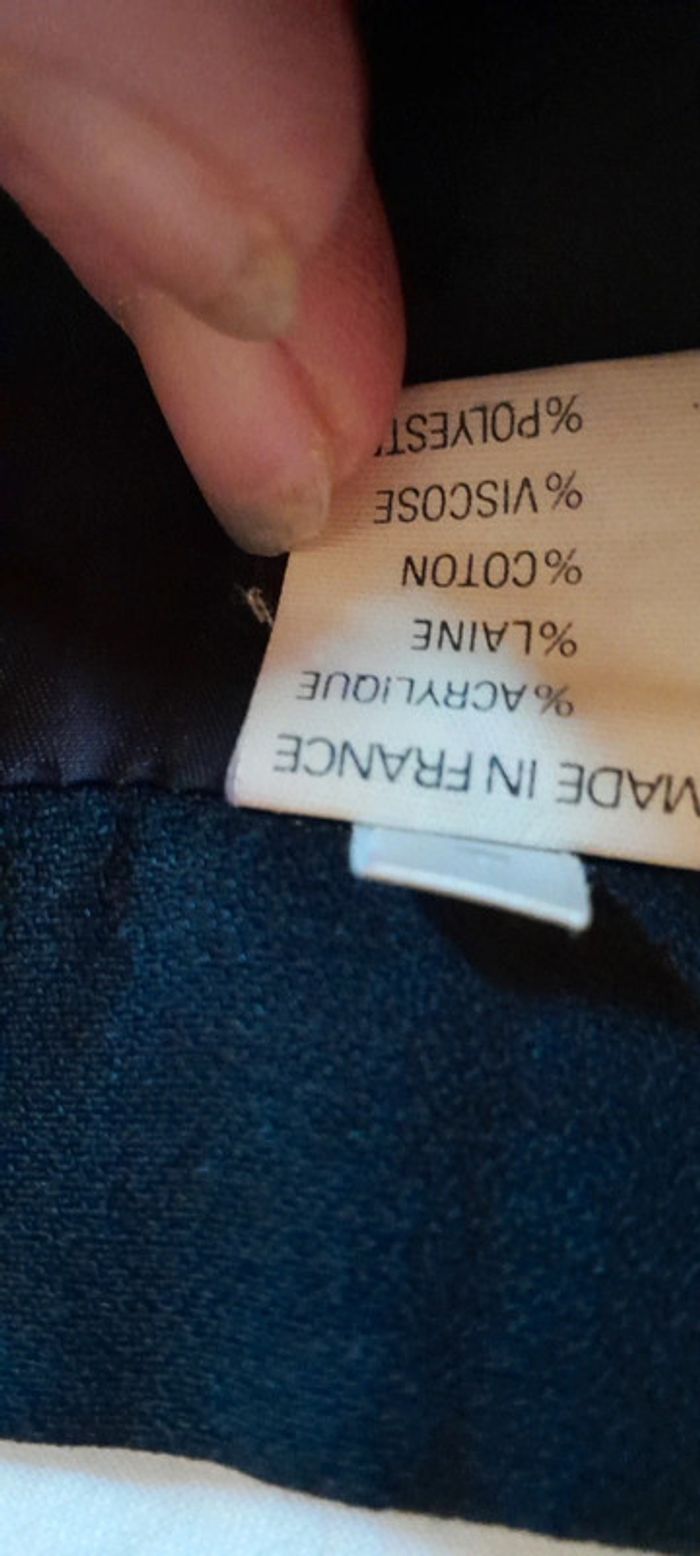 MADE IN FRANCE
%ACRYLIQUE
%LAINE
%COTON
%VISCOSE
%POLYEST